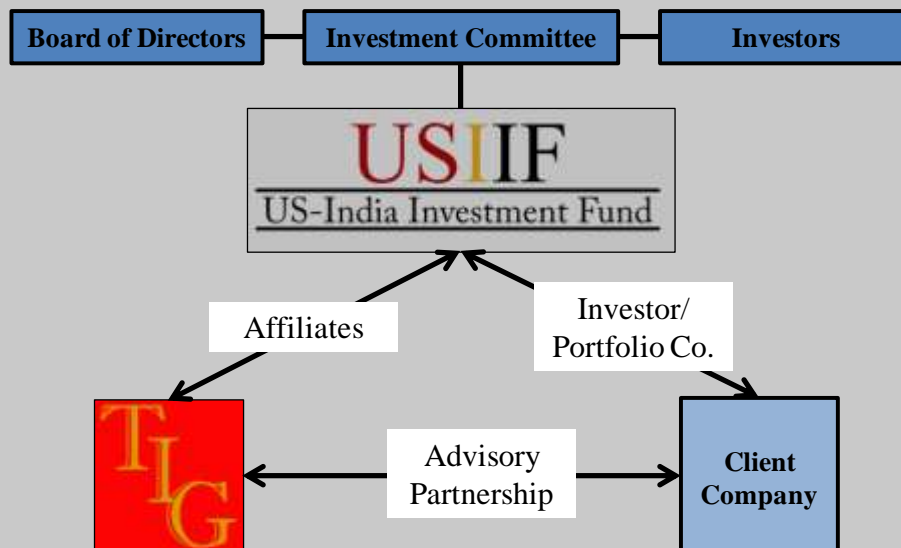 Board of Directors
Investment Committee
Investors
USIIF
US-India Investment Fund
Affiliates
Investor/
Portfolio Co.
TIG
Advisory
Partnership
Client
Company